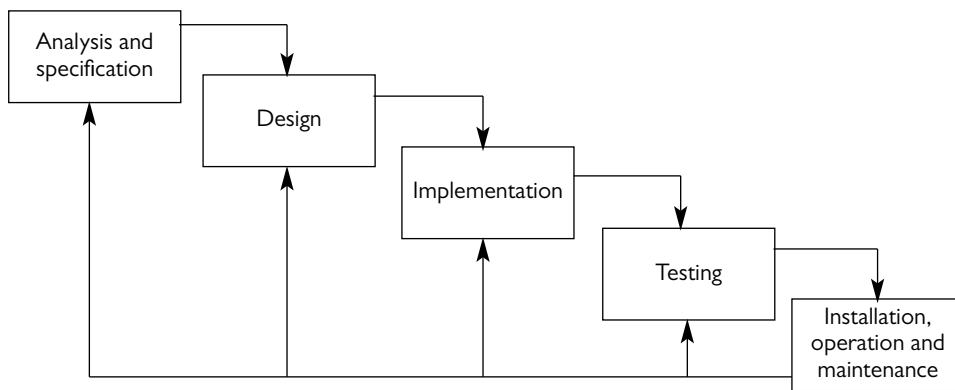 Analysis and
specification
Design
Implementation
Testing
Installation,
operation and
maintenance